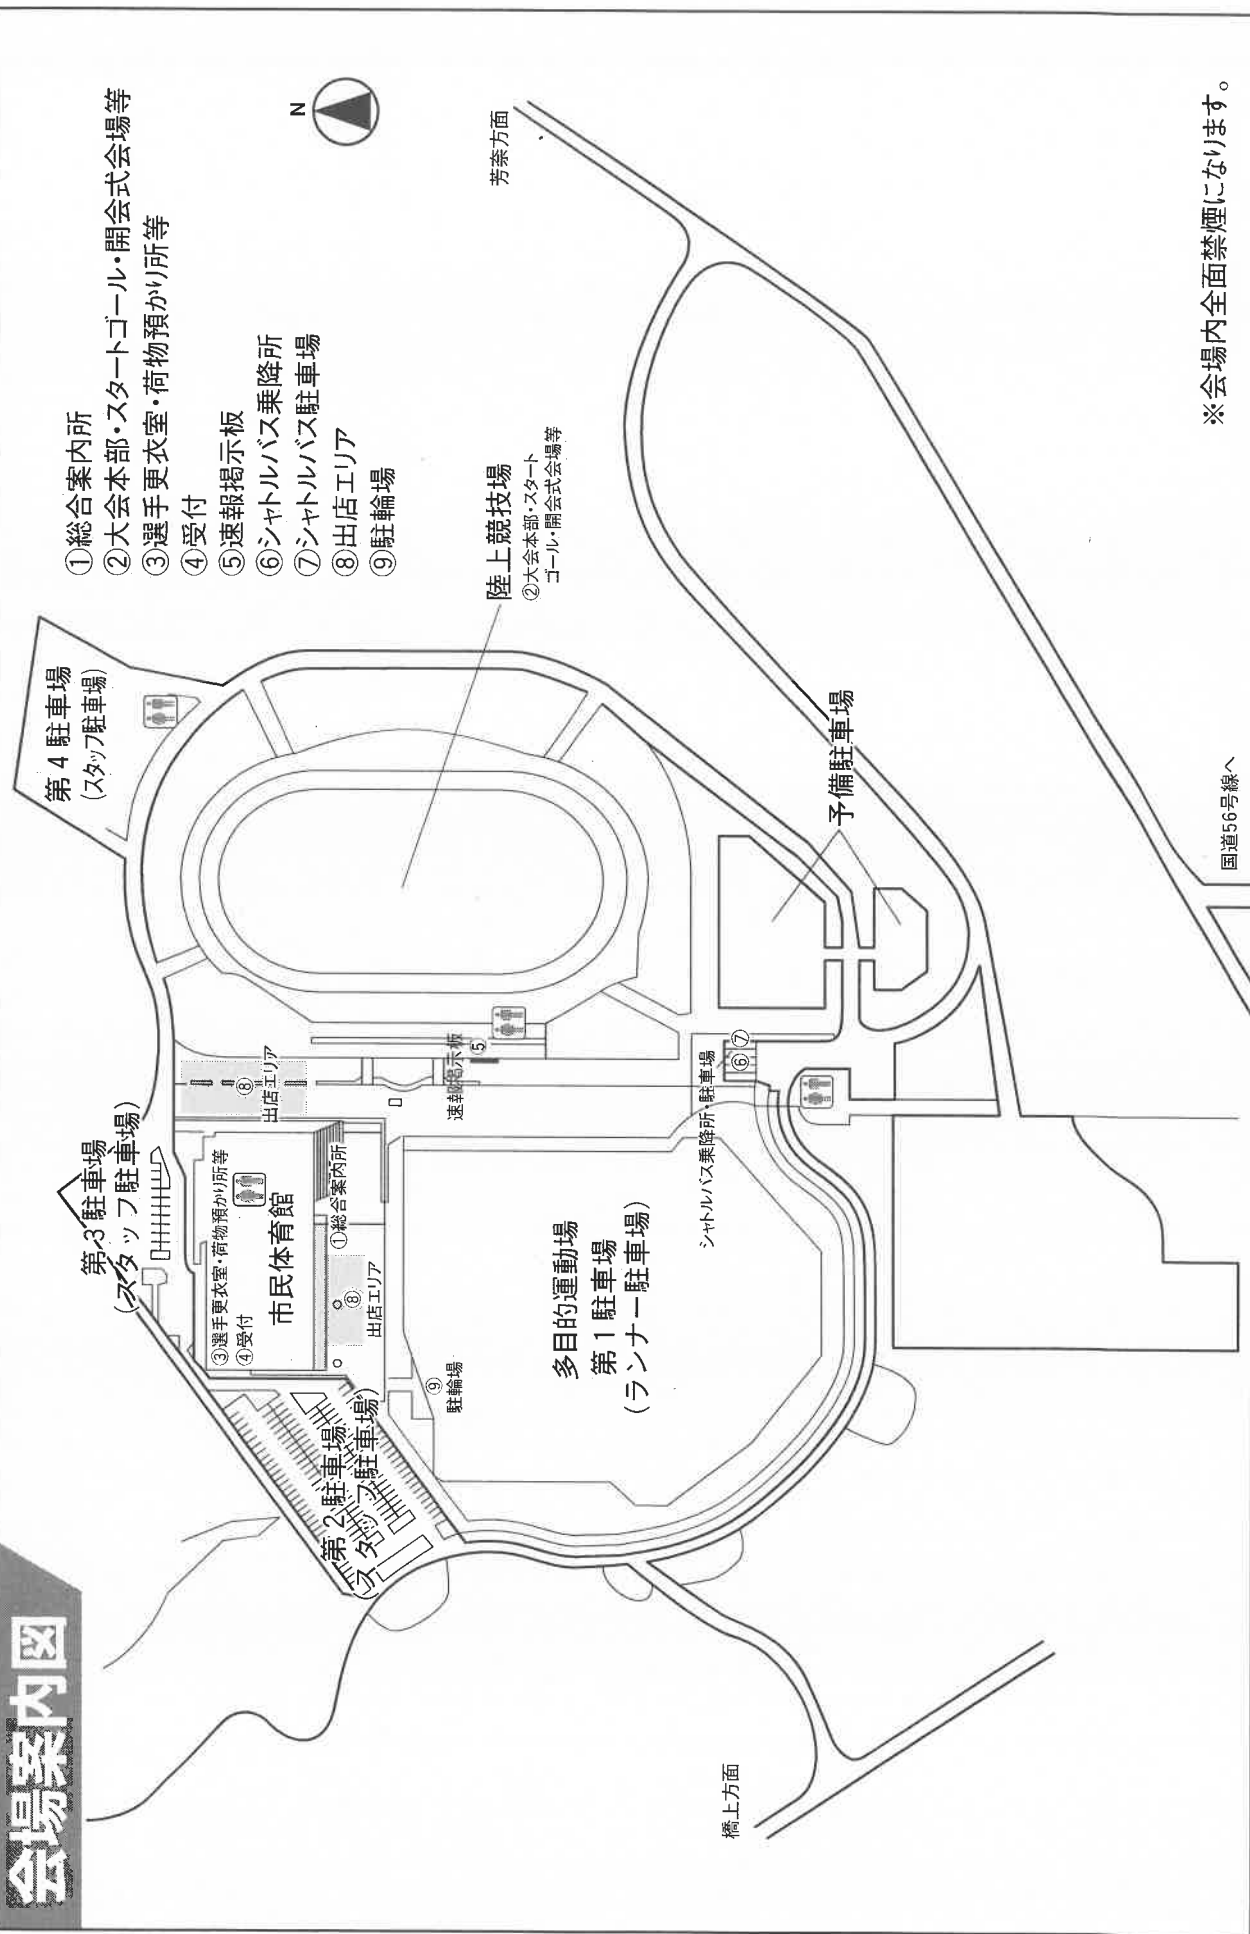 会場案内図
①総合案内所
②大会本部・スタートゴール・開会式会場等
③選手更衣室・荷物預かり所等
④受付
⑤速報掲示板
⑥シャトルバス乗降所
⑦シャトルバス駐車場
⑧出店エリア
⑨駐輪場
N
芳奈方面
第4駐車場
(スタッフ駐車場)
陸上競技場
②大会本部・スタート
ゴール・開会式会場等
第3駐車場
(スタッフ駐車場)
⑧
出店エリア
速報掲示板
⑤
③選手更衣室・荷物預かり所等
④受付
市民体育館
①総合案内所
⑧
出店エリア
第2駐車場
(スタッフ駐車場)
⑨
駐輪場
多目的運動場
第1駐車場
(ランナー駐車場)
シャトルバス乗降所・駐車場
⑥⑦
予備駐車場
橋上方面
国道56号線へ
※会場内全面禁煙になります。